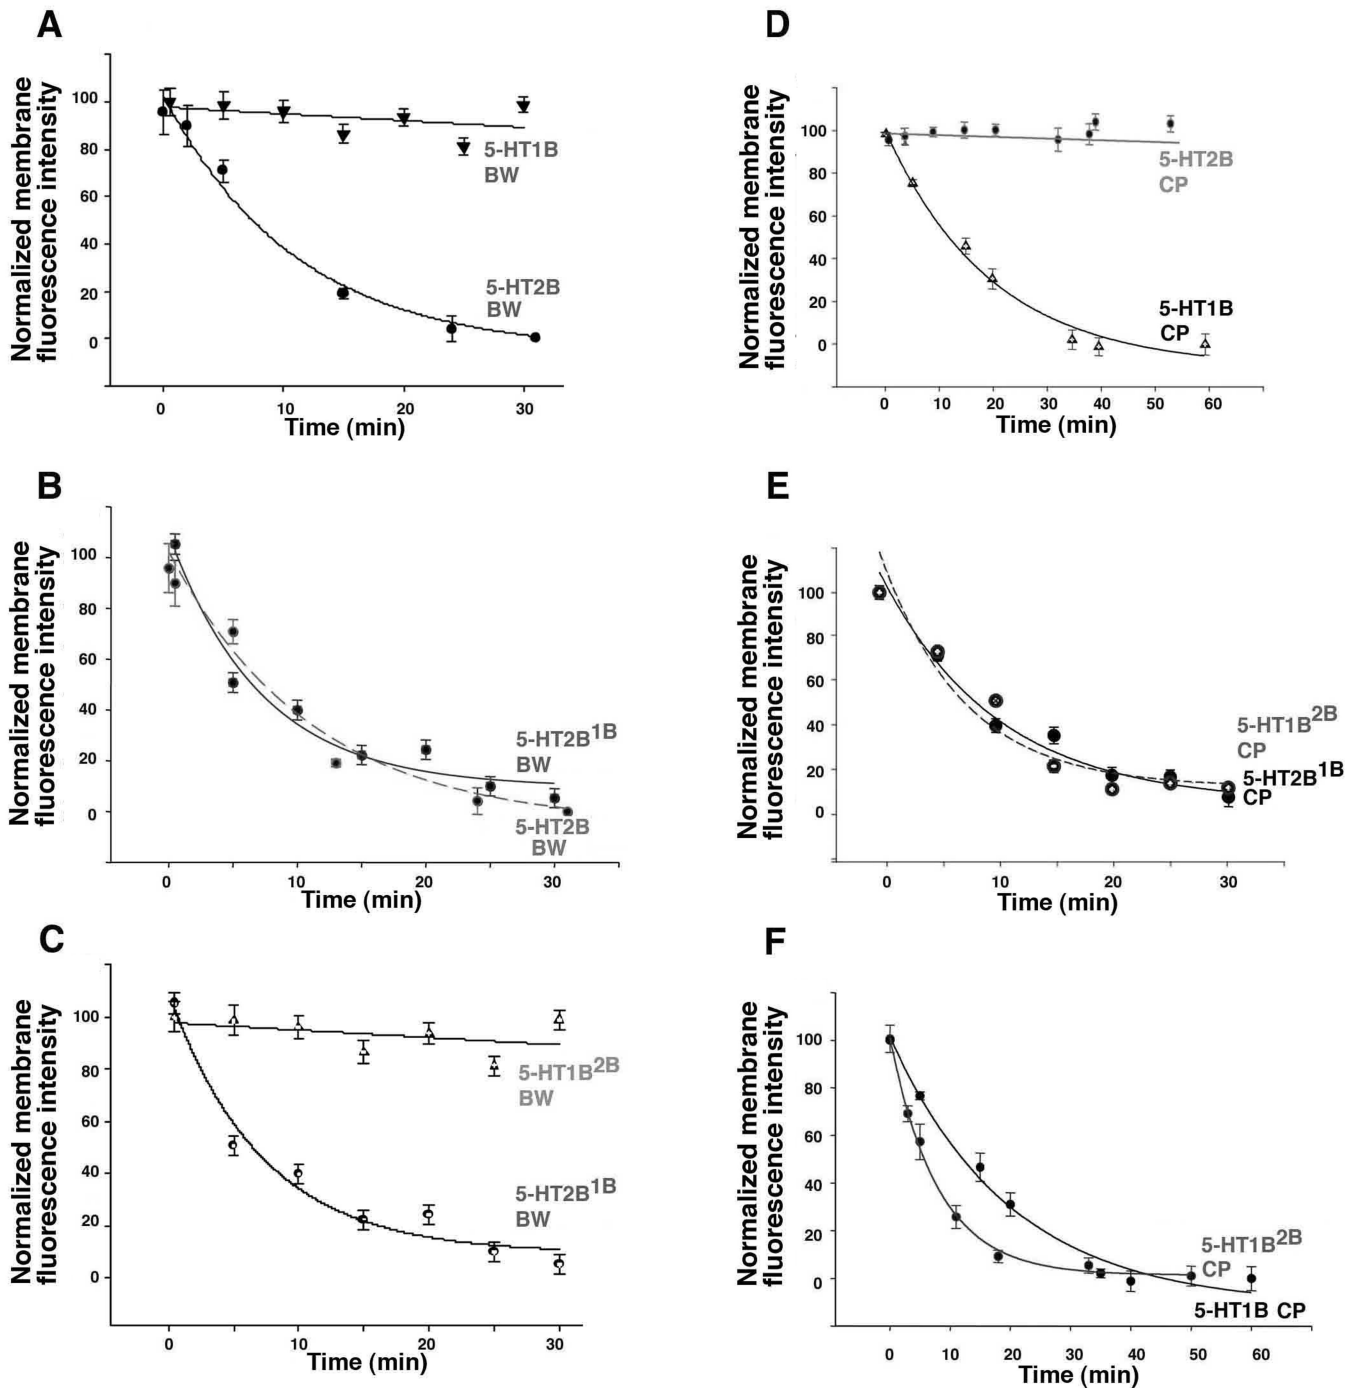 A
Normalized membrane
fluorescence intensity
100
80
60
40
20
0
5-HT1B
BW
5-HT2B
BW
0 10 20 30
Time (min)
B
Normalized membrane
fluorescence intensity
100
80
60
40
20
0
5-HT2B1B
BW
5-HT2B
BW
0 10 20 30
Time (min)
C
Normalized membrane
fluorescence intensity
100
80
60
40
20
0
5-HT1B2B
BW
5-HT2B1B
BW
0 10 20 30
Time (min)
D
Normalized membrane
fluorescence intensity
100
80
60
40
20
0
5-HT2B
CP
5-HT1B
CP
0 10 20 30 40 50 60
Time (min)
E
Normalized membrane
fluorescence intensity
100
80
60
40
20
0
5-HT1B2B
CP
5-HT2B1B
CP
0 10 20 30
Time (min)
F
Normalized membrane
fluorescence intensity
100
80
60
40
20
0
5-HT1B2B
CP
5-HT1B CP
0 10 20 30 40 50 60
Time (min)